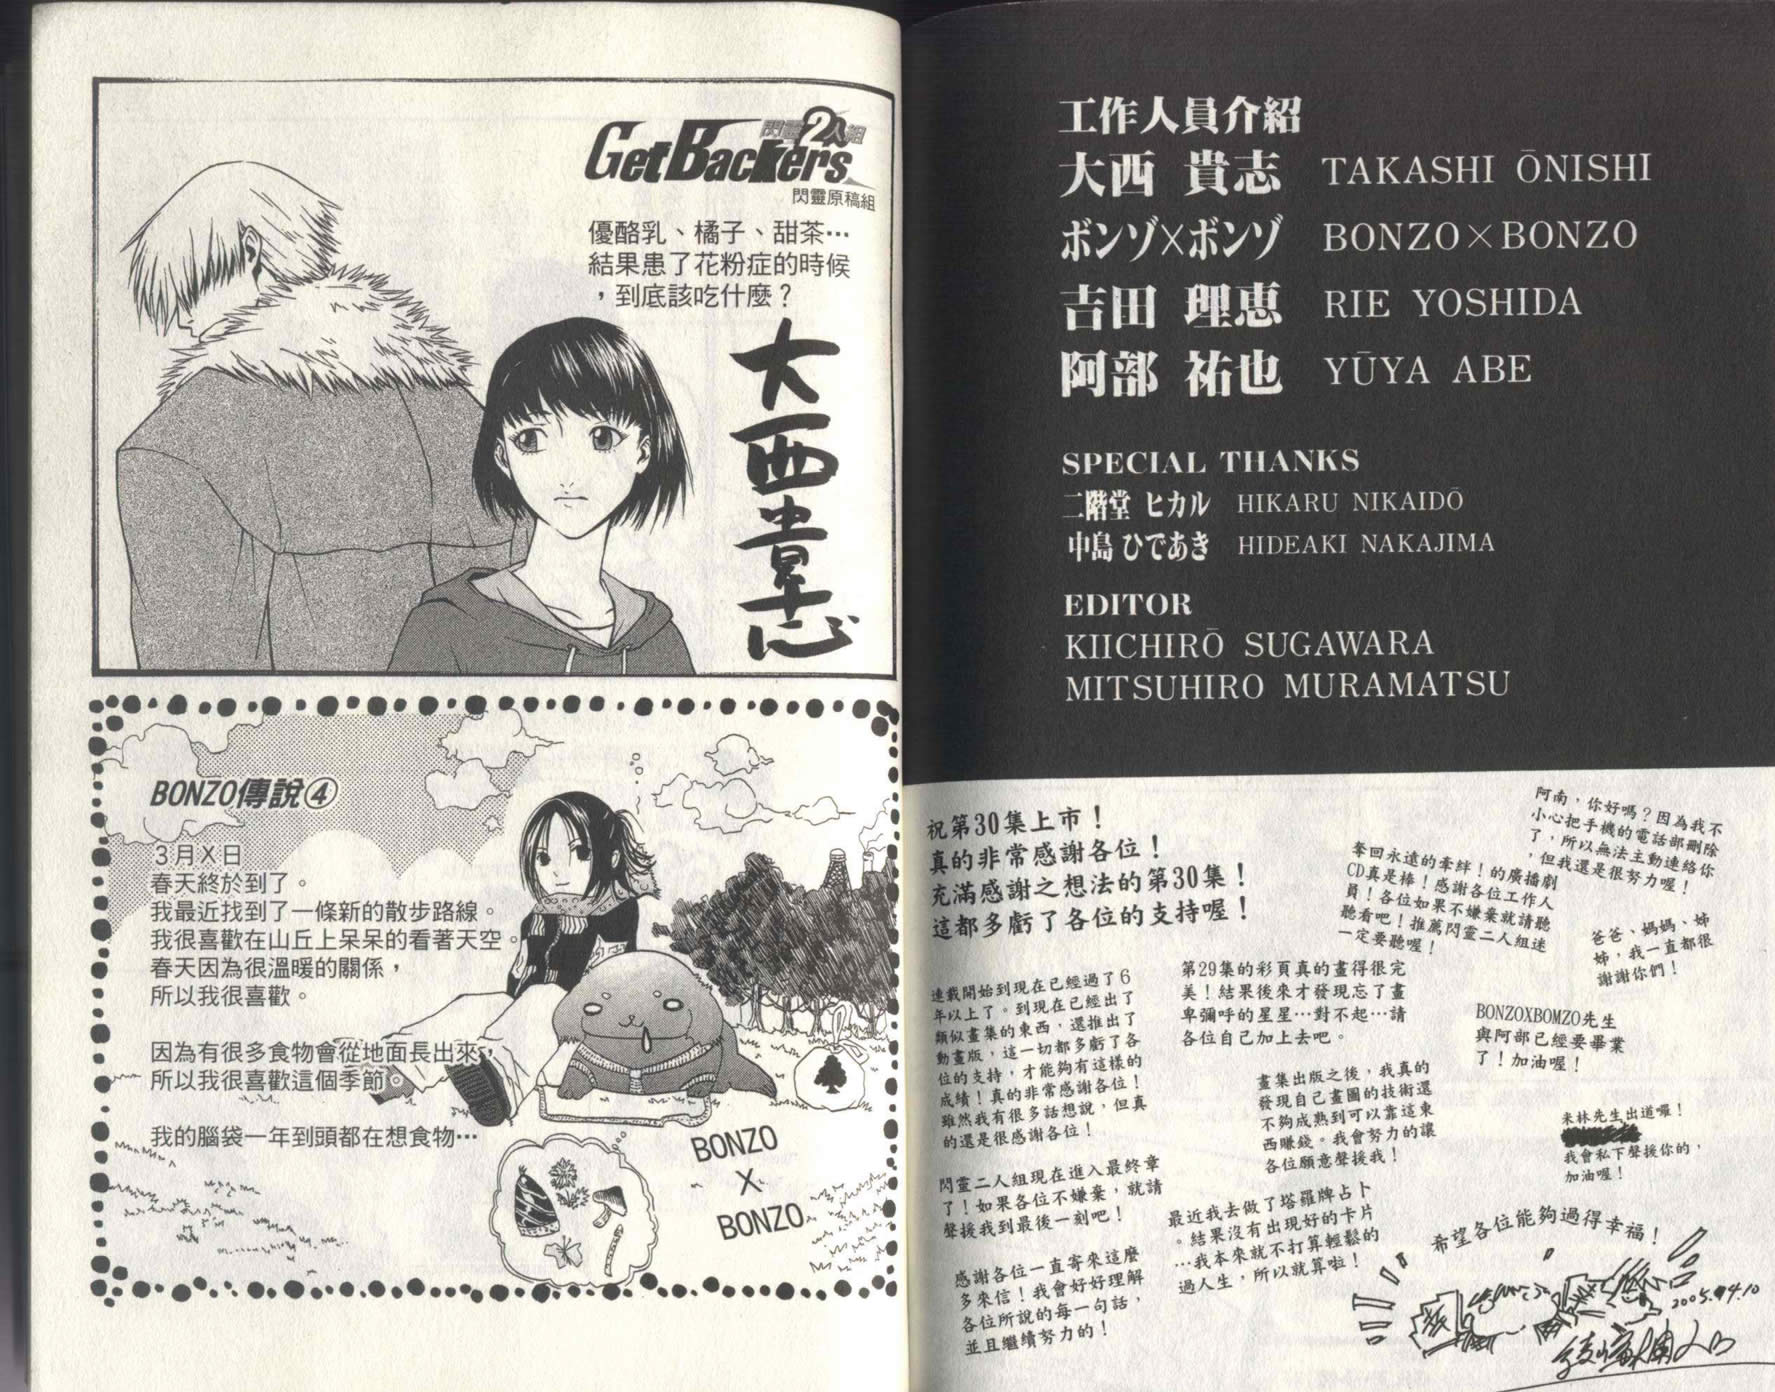 閃靈2人組
GetBackers
閃靈原稿組
優酪乳、橘子、甜茶…
結果患了花粉症的時候
，到底該吃什麼？
大西貴志
BONZO傳說④
3月X日
春天終於到了。
我最近找到了一條新的散步路線。
我很喜歡在山丘上呆呆的看著天空。
春天因為很溫暖的關係，
所以我很喜歡。
因為有很多食物會從地面長出來，
所以我很喜歡這個季節。
我的腦袋一年到頭都在想食物…
BONZO
X
BONZO
工作人員介紹
大西 貴志 TAKASHI ŌNISHI
ボンゾ×ボンゾ BONZO×BONZO
吉田 理恵 RIE YOSHIDA
阿部 祐也 YŪYA ABE
SPECIAL THANKS
二階堂 ヒカル HIKARU NIKAIDŌ
中島 ひであき HIDEAKI NAKAJIMA
EDITOR
KIICHIRŌ SUGAWARA
MITSUHIRO MURAMATSU
祝第30集上市！
真的非常感謝各位！
充滿感謝之想法的第30集！
這都多虧了各位的支持喔！
連載開始到現在已經過了6
年以上了。到現在已經出了
類似畫集的東西，還推出了
動畫版，這一切都多虧了各
位的支持，才能夠有這樣的
成績！真的非常感謝各位！
雖然我有很多話想說，但真
的還是很感謝各位！
閃靈二人組現在進入最終章
了！如果各位不嫌棄，就請
聲援我到最後一刻吧！
感謝各位一直寄來這麼
多來信！我會好好理解
各位所說的每一句話，
並且繼續努力的！
阿南，你好嗎？因為我不
小心把手機的電話部刪除
了，所以無法主動連絡你
，但我還是很努力喔！
奪回永遠的牽絆！的廣播劇
CD真是棒！感謝各位工作人
員！各位如果不嫌棄就請聽
聽看吧！推薦閃靈二人組迷
一定要聽喔！
爸爸、媽媽、姊
姊，我一直都很
謝謝你們！
第29集的彩頁真的畫得很完
美！結果後來才發現忘了畫
卑彌呼的星星…對不起…請
各位自己加上去吧。
BONZOXBOMZO先生
與阿部已經要畢業
了！加油喔！
畫集出版之後，我真的
發現自己畫圖的技術還
不夠成熟到可以靠這東
西賺錢。我會努力的讓
各位願意聲援我！
米林先生出道囉！
我會私下聲援你的，
加油喔！
最近我去做了塔羅牌占卜
。結果沒有出現好的卡片
…我本來就不打算輕鬆的
過人生，所以就算啦！
希望各位能夠過得幸福！
2005.04.10
綾峰欄人